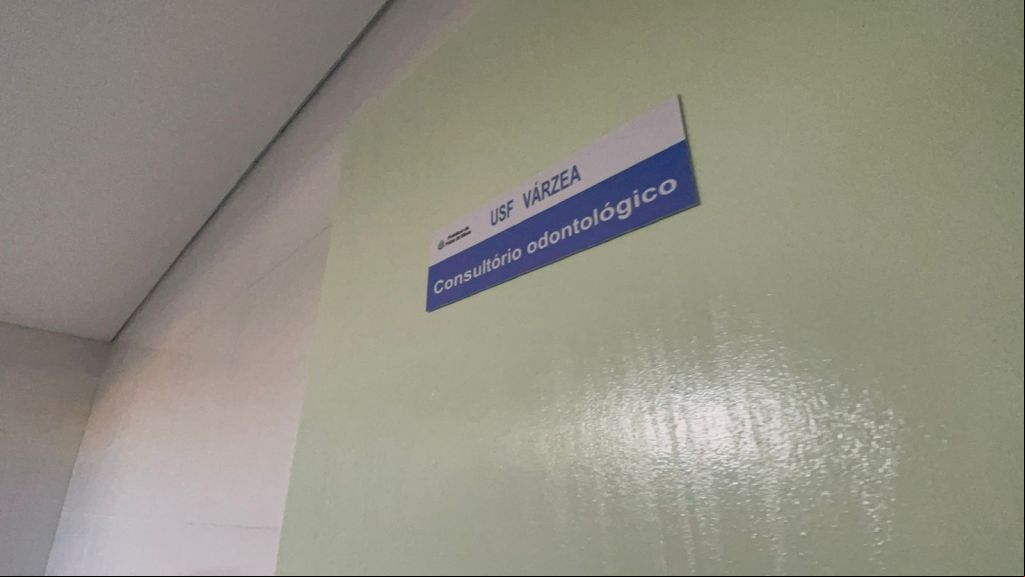 USF VÁRZEA
Consultório odontológico